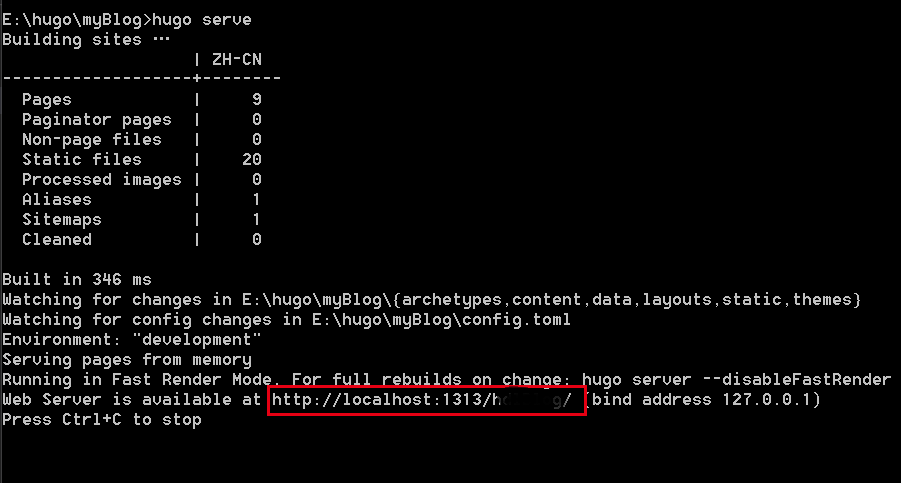 E:\hugo\myBlog>hugo serve
Building sites …
| ZH-CN
-------------------+--------
Pages | 9
Paginator pages | 0
Non-page files | 0
Static files | 20
Processed images | 0
Aliases | 1
Sitemaps | 1
Cleaned | 0
Built in 346 ms
Watching for changes in E:\hugo\myBlog\{archetypes,content,data,layouts,static,themes}
Watching for config changes in E:\hugo\myBlog\config.toml
Environment: "development"
Serving pages from memory
Running in Fast Render Mode. For full rebuilds on change: hugo server --disableFastRender
Web Server is available at http://localhost:1313/ (bind address 127.0.0.1)
Press Ctrl+C to stop